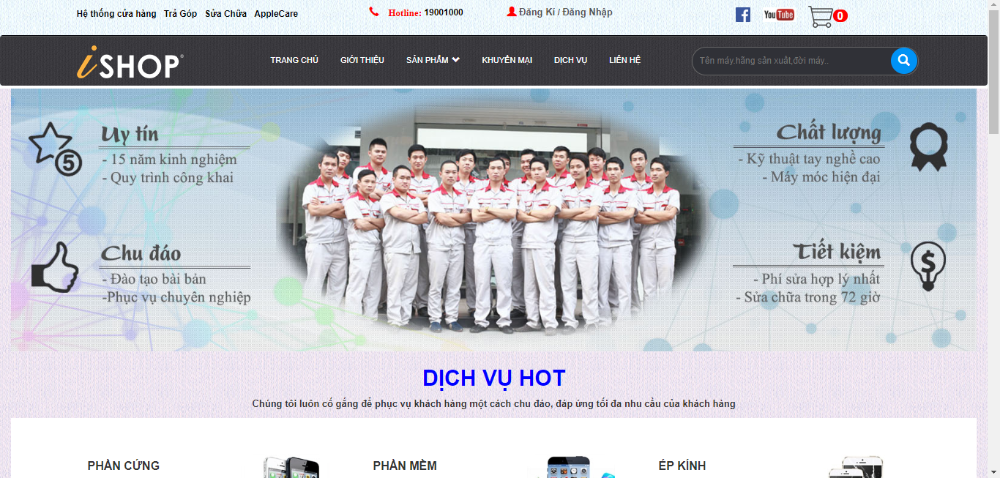 Hệ thống cửa hàng Trả Góp Sửa Chữa AppleCare
Hotline: 19001000
Đăng Kí / Đăng Nhập
You Tube
0
iSHOP®
TRANG CHỦ GIỚI THIỆU SẢN PHẨM KHUYẾN MẠI DỊCH VỤ LIÊN HỆ
Tên máy.hãng sản xuất,đời máy..
5
Uy tín
- 15 năm kinh nghiệm
- Quy trình công khai
Chất lượng
- Kỹ thuật tay nghề cao
- Máy móc hiện đại
Chu đáo
- Đào tạo bài bản
-Phục vụ chuyên nghiệp
Tiết kiệm
- Phí sửa hợp lý nhất
- Sửa chữa trong 72 giờ
$
DỊCH VỤ HOT
Chúng tôi luôn cố gắng để phục vụ khách hàng một cách chu đáo, đáp ứng tối đa nhu cầu của khách hàng
PHẦN CỨNG
PHẦN MỀM
ÉP KÍNH